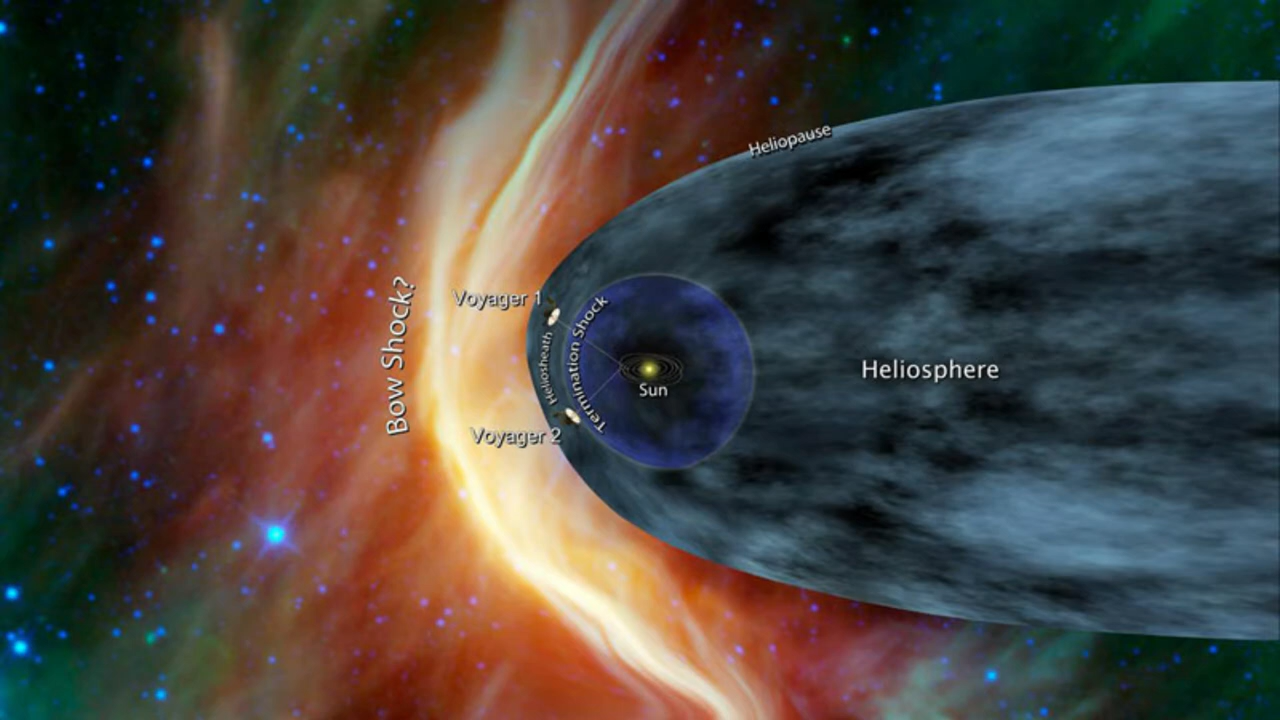 Heliopause
Bow Shock?
Voyager 1
Heliosheath
Termination Shock
Sun
Heliosphere
Voyager 2